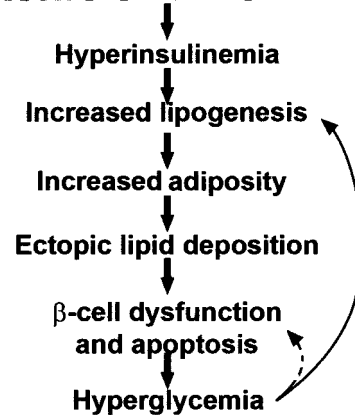 Hyperinsulinemia
Increased lipogenesis
Increased adiposity
Ectopic lipid deposition
β-cell dysfunction
and apoptosis
Hyperglycemia